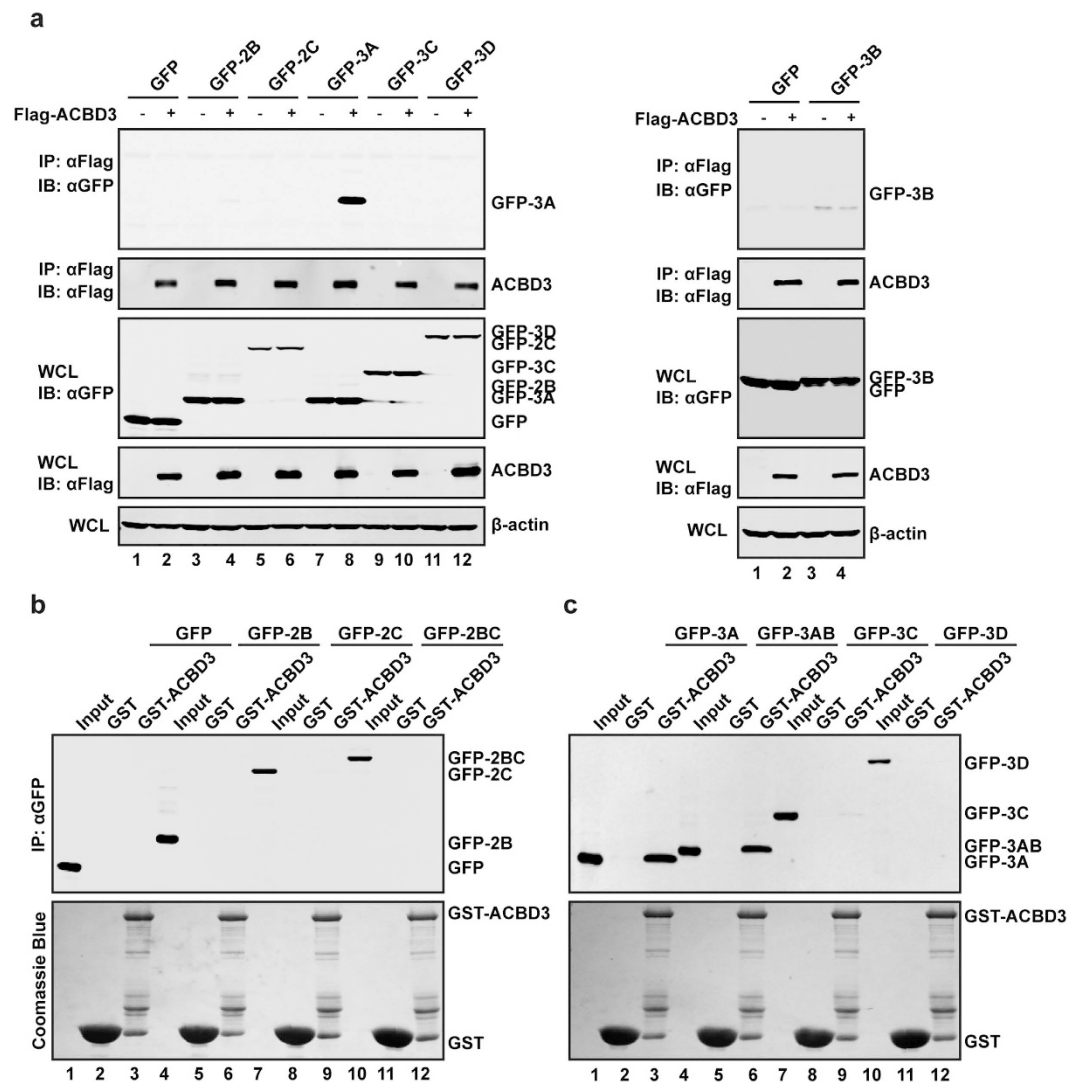 a
GFP GFP-2B GFP-2C GFP-3A GFP-3C GFP-3D
Flag-ACBD3 - + - + - + - + - + - +
IP: αFlag
IB: αGFP
GFP-3A
IP: αFlag
IB: αFlag
ACBD3
WCL
IB: αGFP
GFP-3D
GFP-2C
GFP-3C
GFP-2B
GFP-3A
GFP
WCL
IB: αFlag
ACBD3
WCL β-actin
1 2 3 4 5 6 7 8 9 10 11 12
GFP GFP-3B
Flag-ACBD3 - + - +
IP: αFlag
IB: αGFP
GFP-3B
IP: αFlag
IB: αFlag
ACBD3
WCL
IB: αGFP
GFP-3B
GFP
WCL
IB: αFlag
ACBD3
WCL β-actin
1 2 3 4
b
GFP GFP-2B GFP-2C GFP-2BC
Input GST GST-ACBD3 Input GST GST-ACBD3 Input GST GST-ACBD3 Input GST GST-ACBD3
IP: αGFP
GFP-2BC
GFP-2C
GFP-2B
GFP
Coomassie Blue
GST-ACBD3
GST
1 2 3 4 5 6 7 8 9 10 11 12
c
GFP-3A GFP-3AB GFP-3C GFP-3D
Input GST GST-ACBD3 Input GST GST-ACBD3 Input GST GST-ACBD3 Input GST GST-ACBD3
GFP-3D
GFP-3C
GFP-3AB
GFP-3A
GST-ACBD3
GST
1 2 3 4 5 6 7 8 9 10 11 12